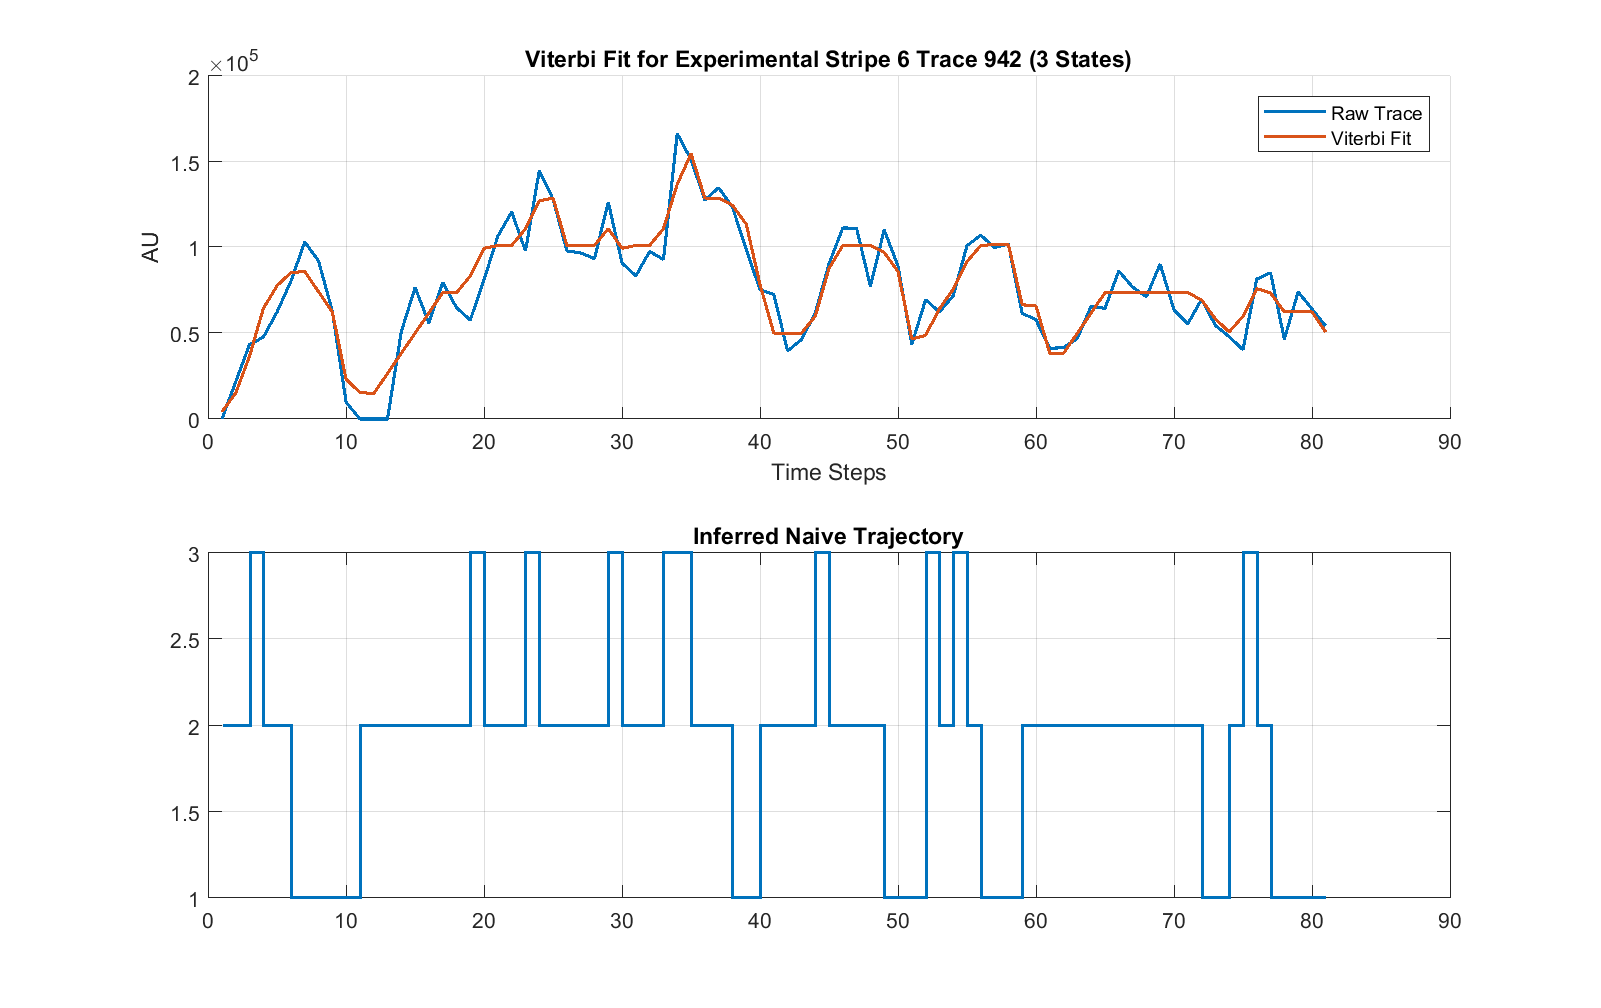 Viterbi Fit for Experimental Stripe 6 Trace 942 (3 States)
×10^5
2
1.5
1
0.5
0
AU
Raw Trace
Viterbi Fit
0 10 20 30 40 50 60 70 80 90
Time Steps
Inferred Naive Trajectory
3
2.5
2
1.5
1
0 10 20 30 40 50 60 70 80 90